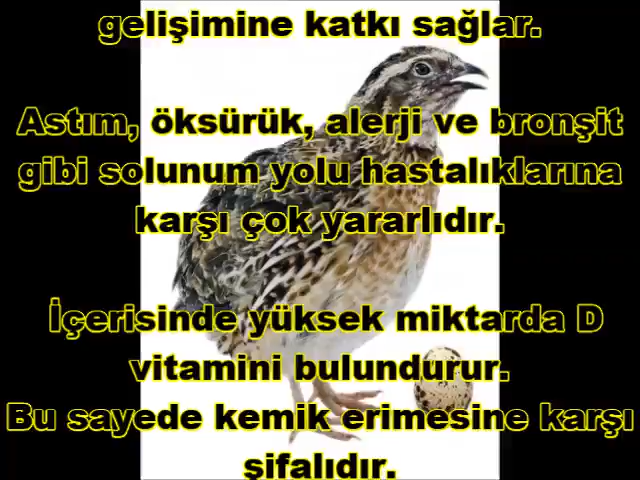 gelişimine katkı sağlar.
Astım, öksürük, alerji ve bronşit
gibi solunum yolu hastalıklarına
karşı çok yararlıdır.
İçerisinde yüksek miktarda D
vitamini bulundurur.
Bu sayede kemik erimesine karşı
şifalıdır.